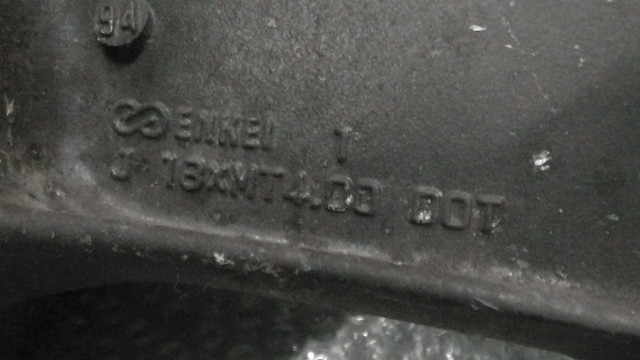 94
ENKEI T
J 18XMT4.00 DOT